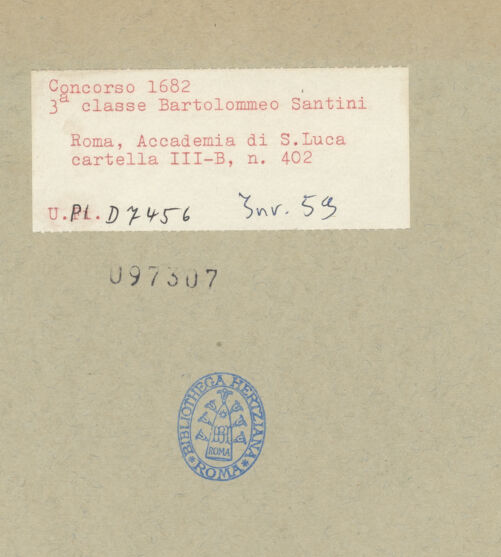 Concorso 1682
3ª classe Bartolommeo Santini
Roma, Accademia di S.Luca
cartella III-B, n. 402
U.Pl. D7456 Inv. 59
097307
BIBLIOTHECA HERTZIANA
ROMA
* ROMA *